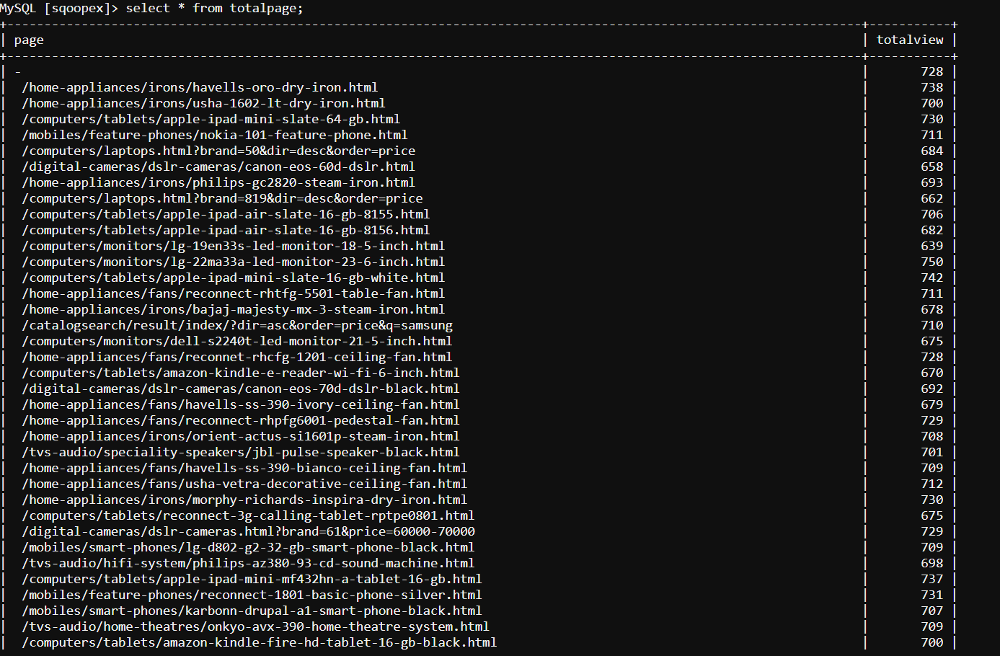 MySQL [sqoopex]> select * from totalpage;
+-------------------------------------------------------------------------------------------------------------------+-----------+
| page | totalview |
+-------------------------------------------------------------------------------------------------------------------+-----------+
| - | 728 |
| /home-appliances/irons/havells-oro-dry-iron.html | 738 |
| /home-appliances/irons/usha-1602-lt-dry-iron.html | 700 |
| /computers/tablets/apple-ipad-mini-slate-64-gb.html | 730 |
| /mobiles/feature-phones/nokia-101-feature-phone.html | 711 |
| /computers/laptops.html?brand=50&dir=desc&order=price | 684 |
| /digital-cameras/dslr-cameras/canon-eos-60d-dslr.html | 658 |
| /home-appliances/irons/philips-gc2820-steam-iron.html | 693 |
| /computers/laptops.html?brand=819&dir=desc&order=price | 662 |
| /computers/tablets/apple-ipad-air-slate-16-gb-8155.html | 706 |
| /computers/tablets/apple-ipad-air-slate-16-gb-8156.html | 682 |
| /computers/monitors/lg-19en33s-led-monitor-18-5-inch.html | 639 |
| /computers/monitors/lg-22ma33a-led-monitor-23-6-inch.html | 750 |
| /computers/tablets/apple-ipad-mini-slate-16-gb-white.html | 742 |
| /home-appliances/fans/reconnect-rhtfg-5501-table-fan.html | 711 |
| /home-appliances/irons/bajaj-majesty-mx-3-steam-iron.html | 678 |
| /catalogsearch/result/index/?dir=asc&order=price&q=samsung | 710 |
| /computers/monitors/dell-s2240t-led-monitor-21-5-inch.html | 675 |
| /home-appliances/fans/reconnet-rhcfg-1201-ceiling-fan.html | 728 |
| /computers/tablets/amazon-kindle-e-reader-wi-fi-6-inch.html | 670 |
| /digital-cameras/dslr-cameras/canon-eos-70d-dslr-black.html | 692 |
| /home-appliances/fans/havells-ss-390-ivory-ceiling-fan.html | 679 |
| /home-appliances/fans/reconnect-rhpfg6001-pedestal-fan.html | 729 |
| /home-appliances/irons/orient-actus-si1601p-steam-iron.html | 708 |
| /tvs-audio/speciality-speakers/jbl-pulse-speaker-black.html | 701 |
| /home-appliances/fans/havells-ss-390-bianco-ceiling-fan.html | 709 |
| /home-appliances/fans/usha-vetra-decorative-ceiling-fan.html | 712 |
| /home-appliances/irons/morphy-richards-inspira-dry-iron.html | 730 |
| /computers/tablets/reconnect-3g-calling-tablet-rptpe0801.html | 675 |
| /digital-cameras/dslr-cameras.html?brand=61&price=60000-70000 | 729 |
| /mobiles/smart-phones/lg-d802-g2-32-gb-smart-phone-black.html | 709 |
| /tvs-audio/hifi-system/philips-az380-93-cd-sound-machine.html | 698 |
| /computers/tablets/apple-ipad-mini-mf432hn-a-tablet-16-gb.html | 737 |
| /mobiles/feature-phones/reconnect-1801-basic-phone-silver.html | 731 |
| /mobiles/smart-phones/karbonn-drupal-a1-smart-phone-black.html | 707 |
| /tvs-audio/home-theatres/onkyo-avx-390-home-theatre-system.html | 709 |
| /computers/tablets/amazon-kindle-fire-hd-tablet-16-gb-black.html | 700 |